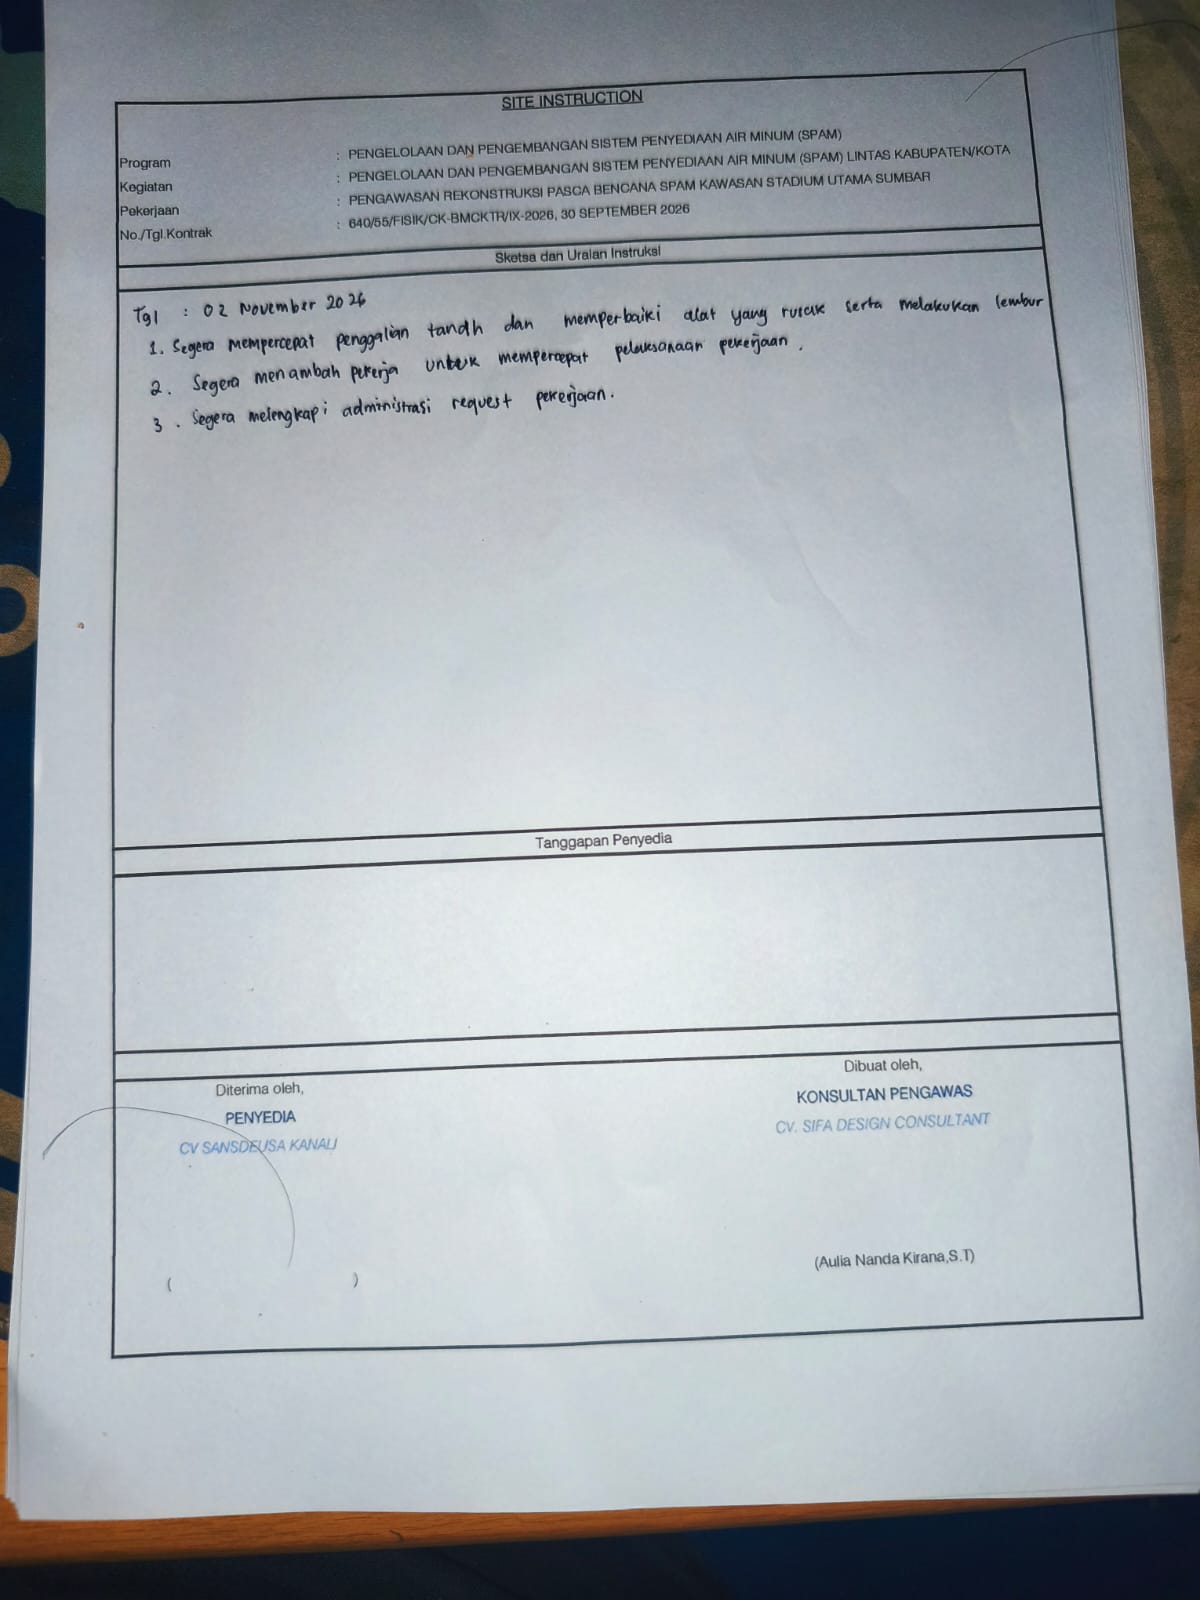 SITE INSTRUCTION
Program : PENGELOLAAN DAN PENGEMBANGAN SISTEM PENYEDIAAN AIR MINUM (SPAM)
Kegiatan : PENGELOLAAN DAN PENGEMBANGAN SISTEM PENYEDIAAN AIR MINUM (SPAM) LINTAS KABUPATEN/KOTA
Pekerjaan : PENGAWASAN REKONSTRUKSI PASCA BENCANA SPAM KAWASAN STADIUM UTAMA SUMBAR
No./Tgl.Kontrak : 640/55/FISIK/CK-BMCKTR/IX-2026, 30 SEPTEMBER 2026
Sketsa dan Uraian Instruksi
Tgl : 02 November 2026
1. Segera mempercepat penggalian tanah dan memperbaiki alat yang rusak serta melakukan lembur
2. Segera menambah pekerja untuk mempercepat pelaksanaan pekerjaan.
3. Segera melengkapi administrasi request pekerjaan.
Tanggapan Penyedia
Diterima oleh,
PENYEDIA
CV SANSDEUSA KANALI
( )
Dibuat oleh,
KONSULTAN PENGAWAS
CV. SIFA DESIGN CONSULTANT
(Aulia Nanda Kirana,S.T)